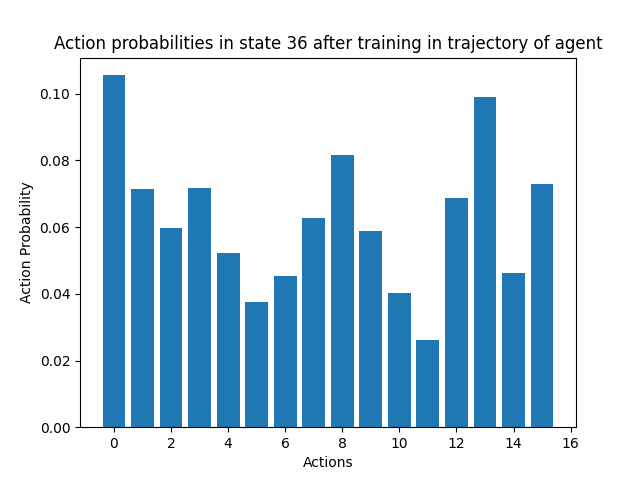 Action probabilities in state 36 after training in trajectory of agent
0.10
0.08
0.06
0.04
0.02
0.00
Action Probability
0 2 4 6 8 10 12 14 16
Actions